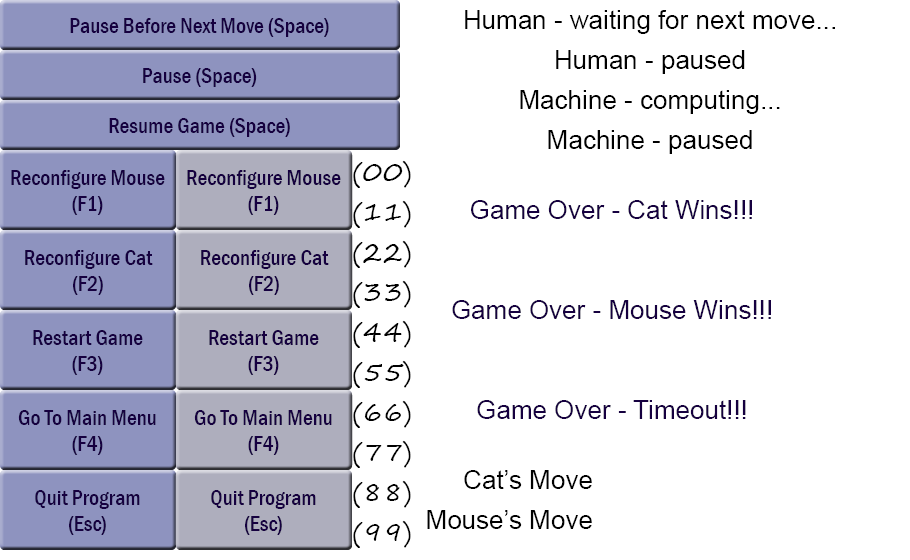 Pause Before Next Move (Space)
Pause (Space)
Resume Game (Space)
Human - waiting for next move...
Human - paused
Machine - computing...
Machine - paused
Reconfigure Mouse
(F1)
Reconfigure Mouse
(F1)
Reconfigure Cat
(F2)
Reconfigure Cat
(F2)
Restart Game
(F3)
Restart Game
(F3)
Go To Main Menu
(F4)
Go To Main Menu
(F4)
Quit Program
(Esc)
Quit Program
(Esc)
(00)
(11)
(22)
(33)
(44)
(55)
(66)
(77)
(88)
(99)
Game Over - Cat Wins!!!
Game Over - Mouse Wins!!!
Game Over - Timeout!!!
Cat’s Move
Mouse’s Move